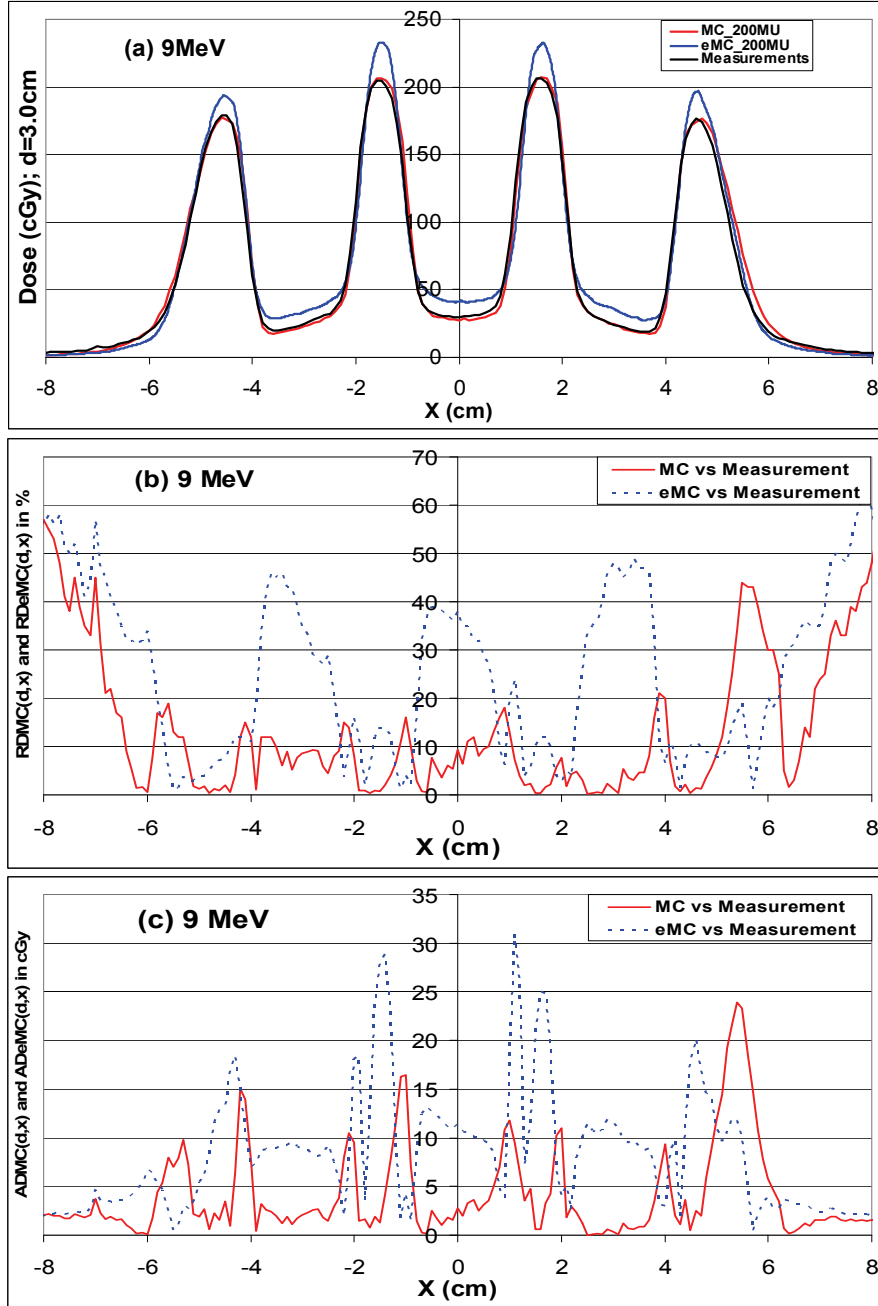 (a) 9MeV
MC_200MU
eMC_200MU
Measurements
Dose (cGy); d=3.0cm
250
200
150
100
50
0
-8 -6 -4 -2 0 2 4 6 8
X (cm)
(b) 9 MeV
MC vs Measurement
eMC vs Measurement
RDMC(d,x) and RDeMC(d,x) in %
70
60
50
40
30
20
10
0
-8 -6 -4 -2 0 2 4 6 8
X (cm)
(c) 9 MeV
MC vs Measurement
eMC vs Measurement
ADMC(d,x) and ADeMC(d,x) in cGy
35
30
25
20
15
10
5
0
-8 -6 -4 -2 0 2 4 6 8
X (cm)